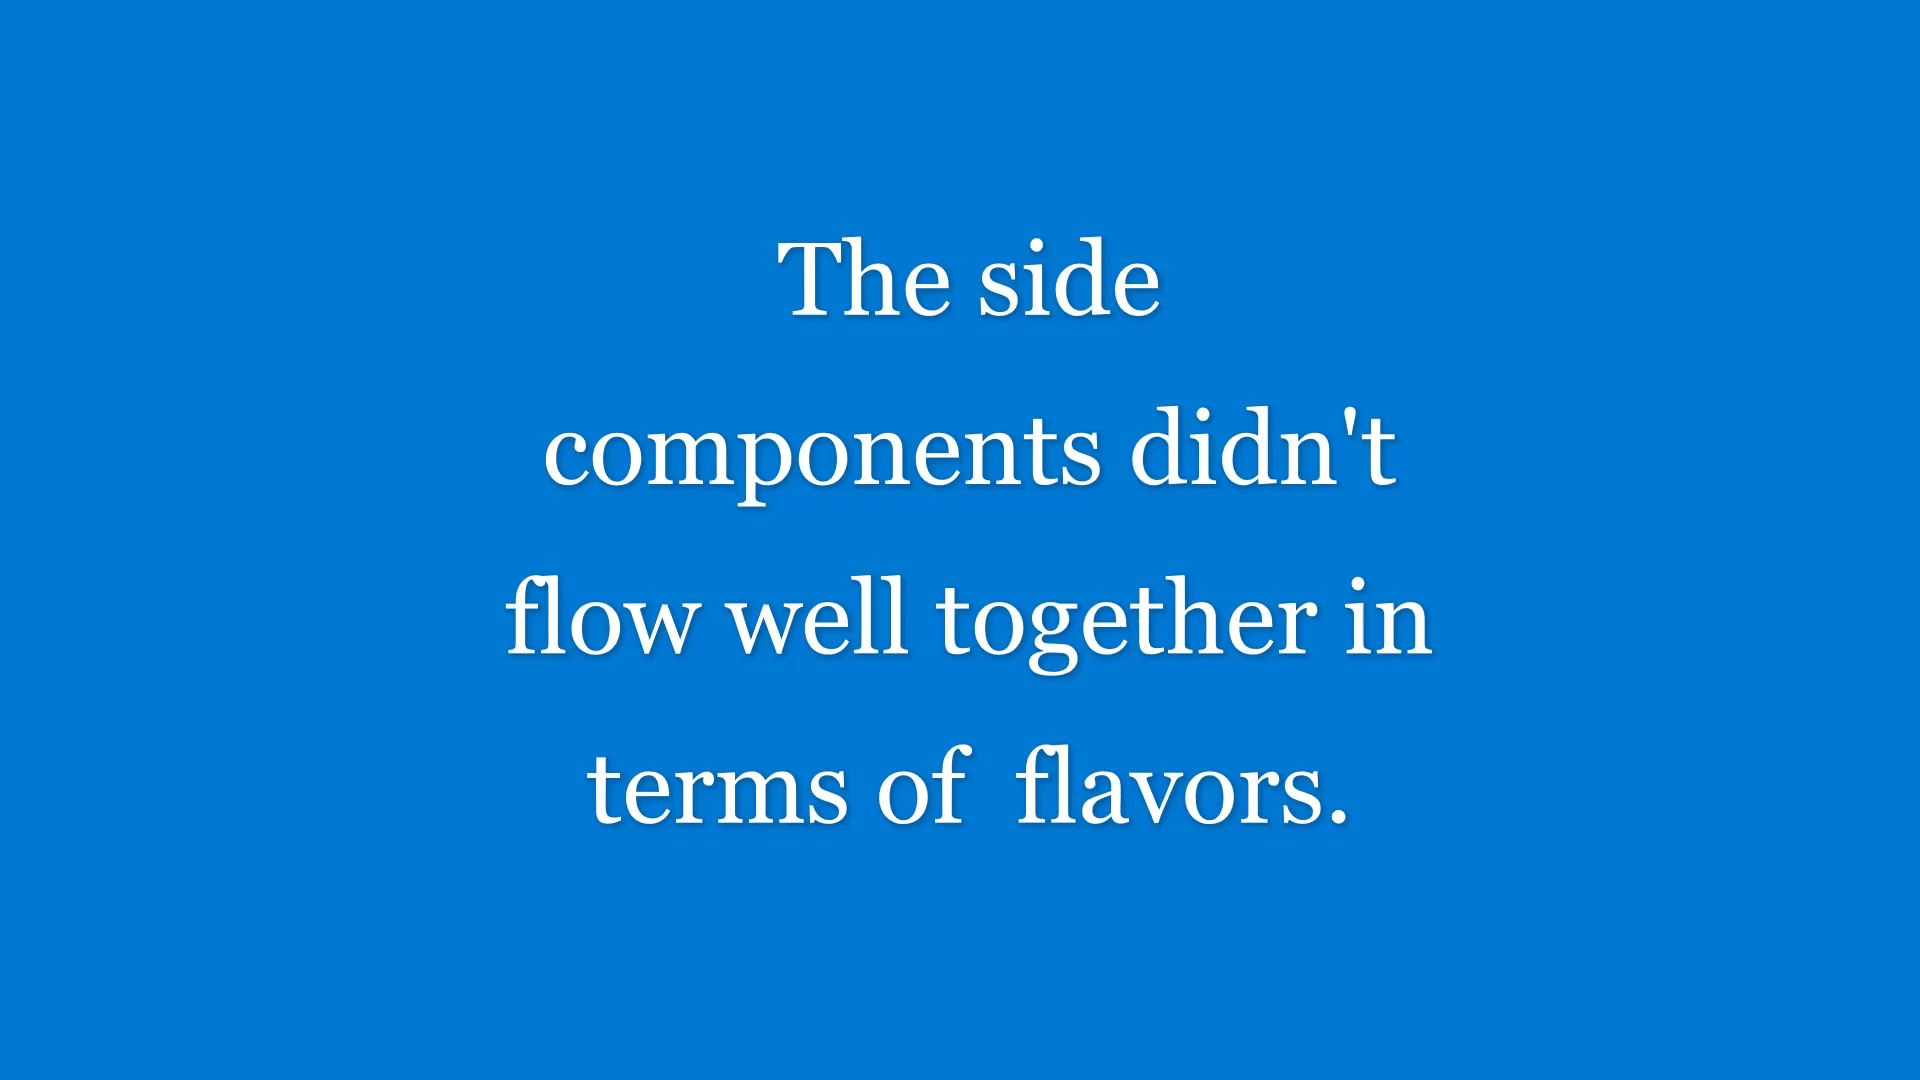 The side
components didn't
flow well together in
terms of  flavors.